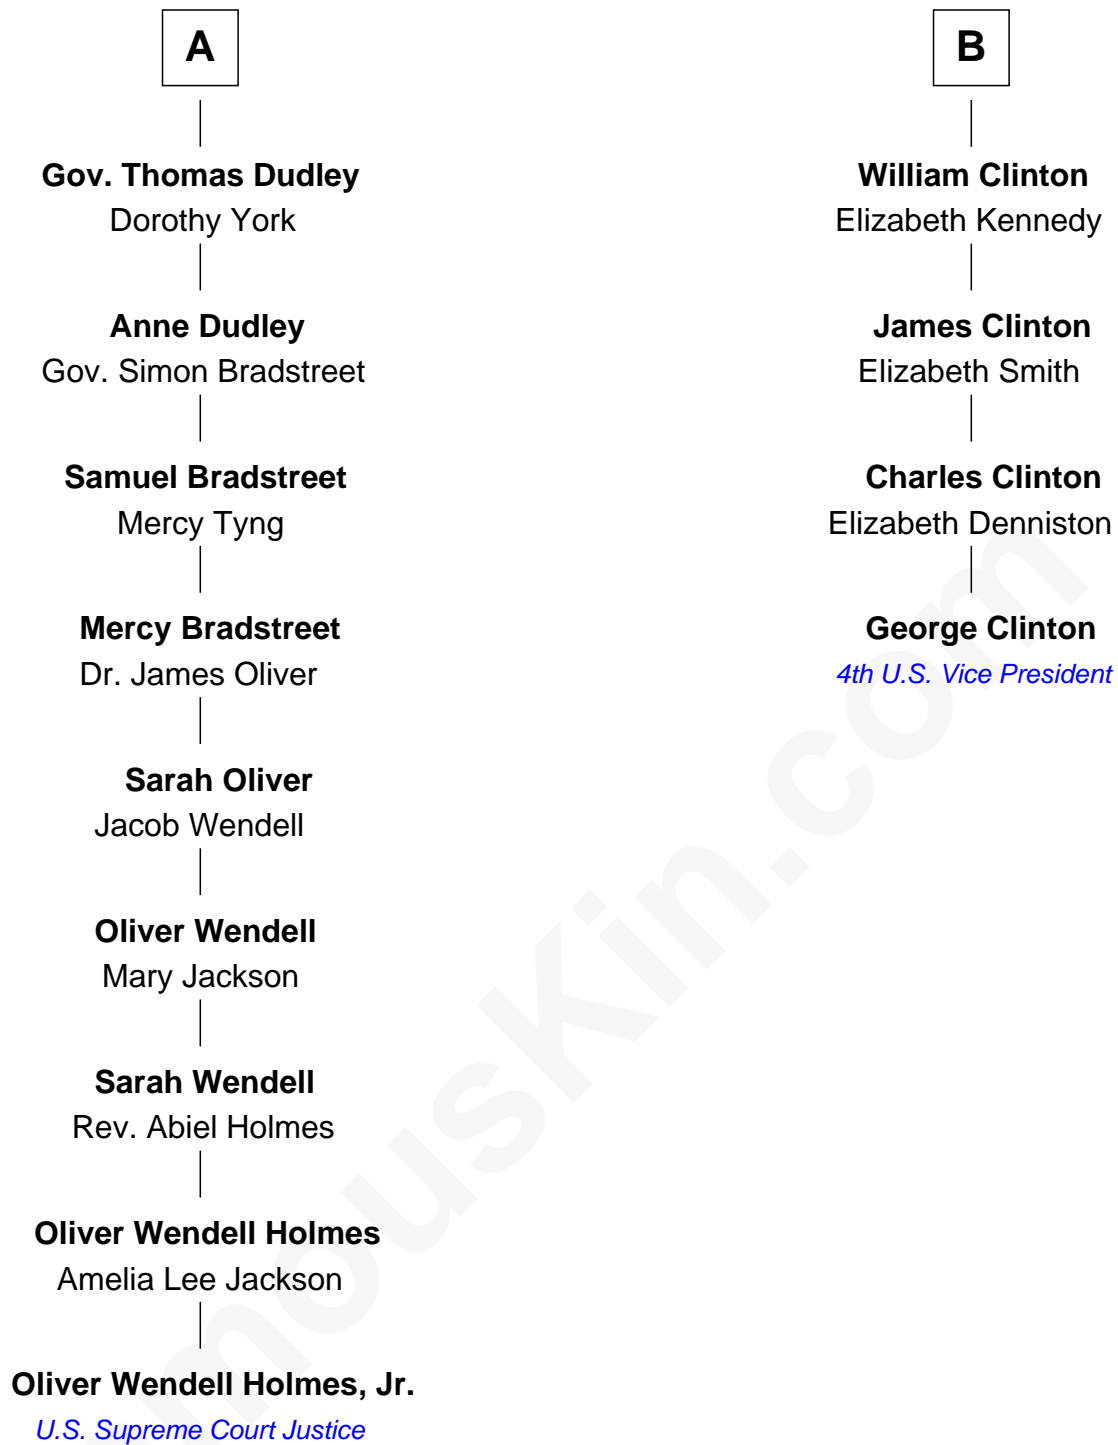 A
Gov. Thomas Dudley
Dorothy York
Anne Dudley
Gov. Simon Bradstreet
Samuel Bradstreet
Mercy Tyng
Mercy Bradstreet
Dr. James Oliver
Sarah Oliver
Jacob Wendell
Oliver Wendell
Mary Jackson
Sarah Wendell
Rev. Abiel Holmes
Oliver Wendell Holmes
Amelia Lee Jackson
Oliver Wendell Holmes, Jr.
U.S. Supreme Court Justice
B
William Clinton
Elizabeth Kennedy
James Clinton
Elizabeth Smith
Charles Clinton
Elizabeth Denniston
George Clinton
4th U.S. Vice President